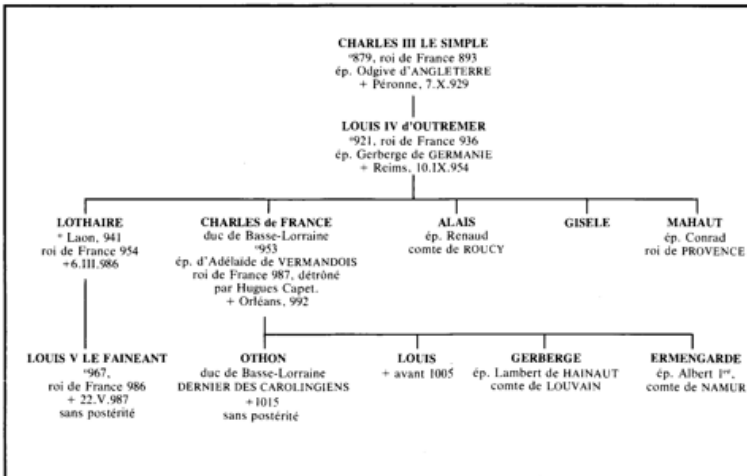 CHARLES III LE SIMPLE
°879, roi de France 893
ép. Odgive d'ANGLETERRE
+ Péronne, 7.X.929
LOUIS IV d'OUTREMER
°921, roi de France 936
ép. Gerberge de GERMANIE
+ Reims, 10.IX.954
LOTHAIRE
° Laon, 941
roi de France 954
+6.III.986
CHARLES de FRANCE
duc de Basse-Lorraine
°953
ép. d'Adélaïde de VERMANDOIS
roi de France 987, détrôné
par Hugues Capet.
+ Orléans, 992
ALAIS
ép. Renaud
comte de ROUCY
GISELE
MAHAUT
ép. Conrad
roi de PROVENCE
LOUIS V LE FAINEANT
°967,
roi de France 986
+ 22.V.987
sans postérité
OTHON
duc de Basse-Lorraine
DERNIER DES CAROLINGIENS
+1015
sans postérité
LOUIS
+ avant 1005
GERBERGE
ép. Lambert de HAINAUT
comte de LOUVAIN
ERMENGARDE
ép. Albert Iᵉʳ,
comte de NAMUR